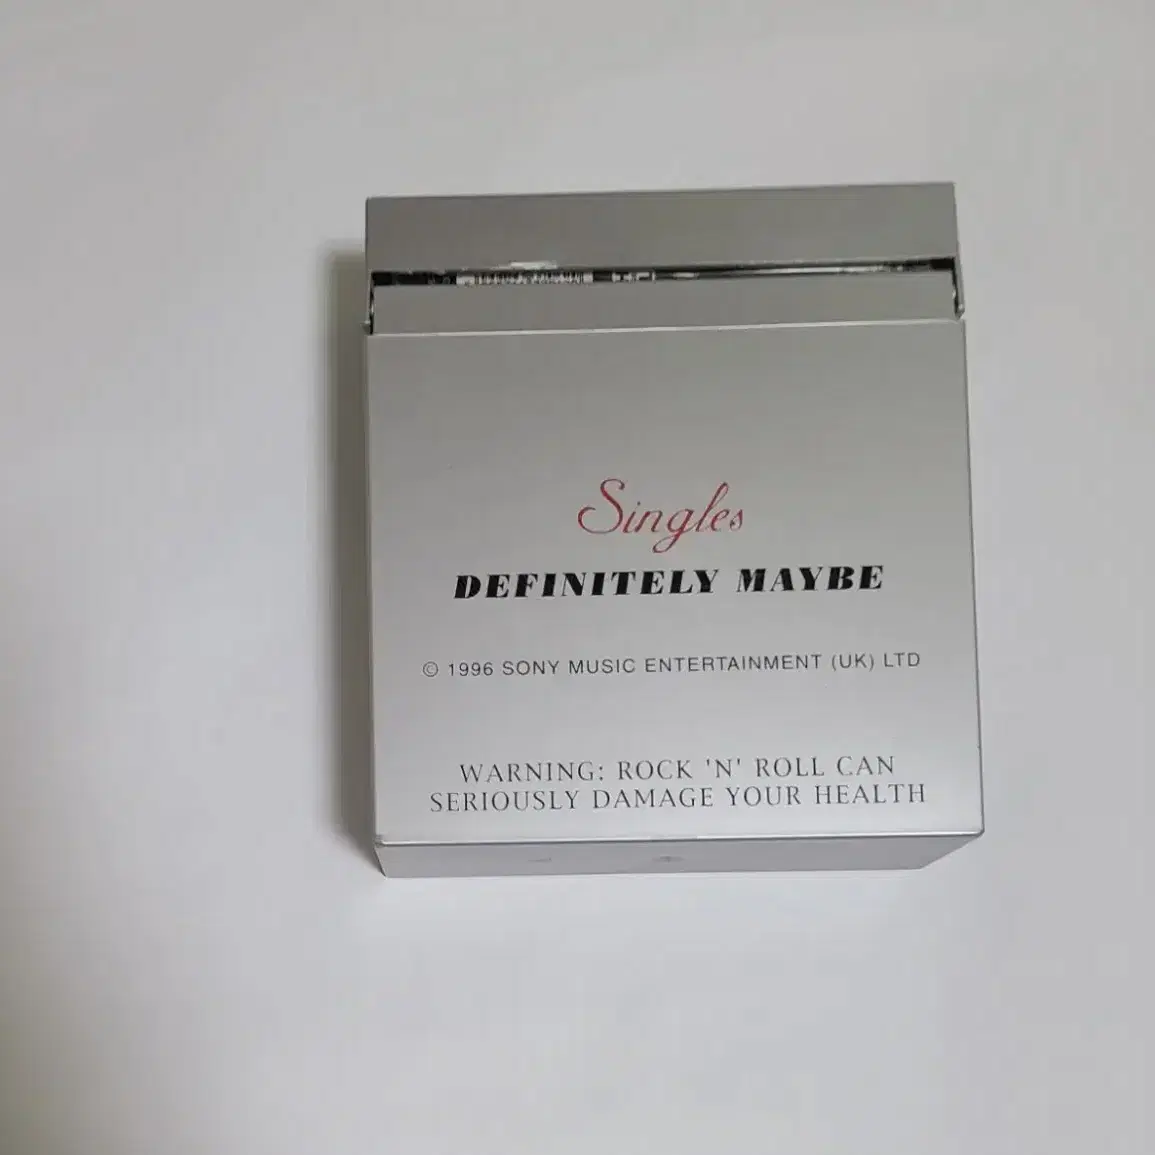 Singles
DEFINITELY MAYBE
© 1996 SONY MUSIC ENTERTAINMENT (UK) LTD
WARNING: ROCK 'N' ROLL CAN
SERIOUSLY DAMAGE YOUR HEALTH